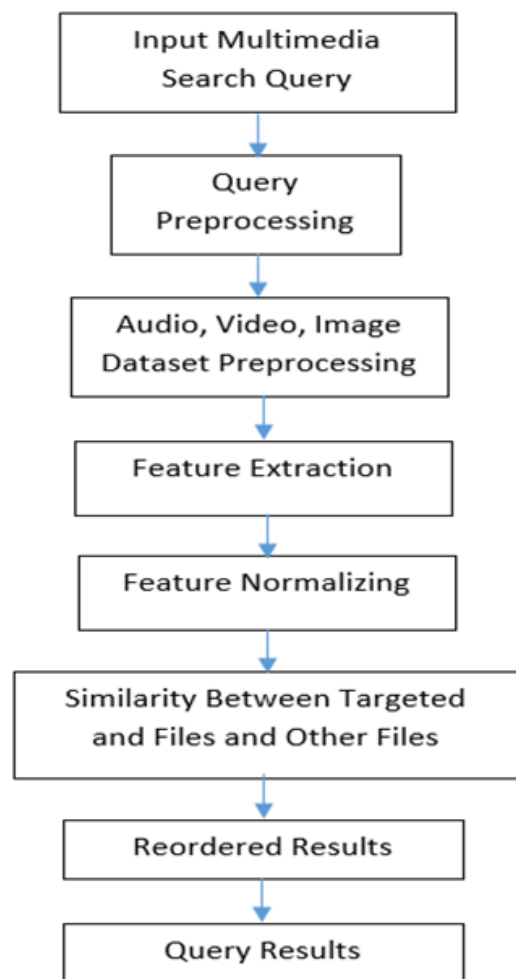 Input Multimedia
Search Query
Query
Preprocessing
Audio, Video, Image
Dataset Preprocessing
Feature Extraction
Feature Normalizing
Similarity Between Targeted
and Files and Other Files
Reordered Results
Query Results